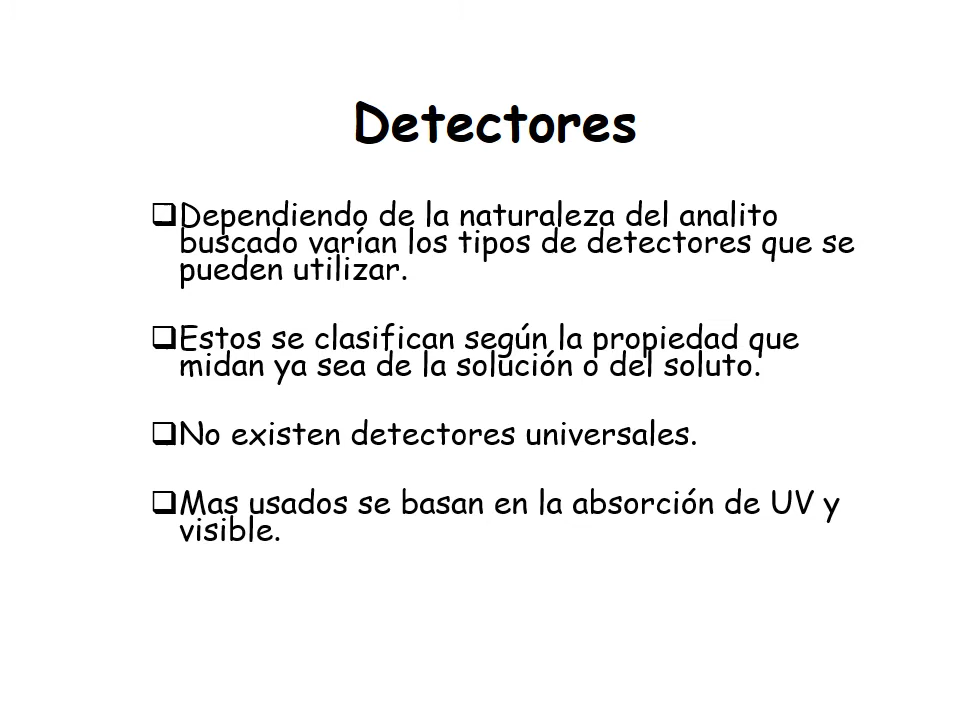 Detectores
❑Dependiendo de la naturaleza del analito
buscado varían los tipos de detectores que se
pueden utilizar.
❑Estos se clasifican según la propiedad que
midan ya sea de la solución o del soluto.
❑No existen detectores universales.
❑Mas usados se basan en la absorción de UV y
visible.